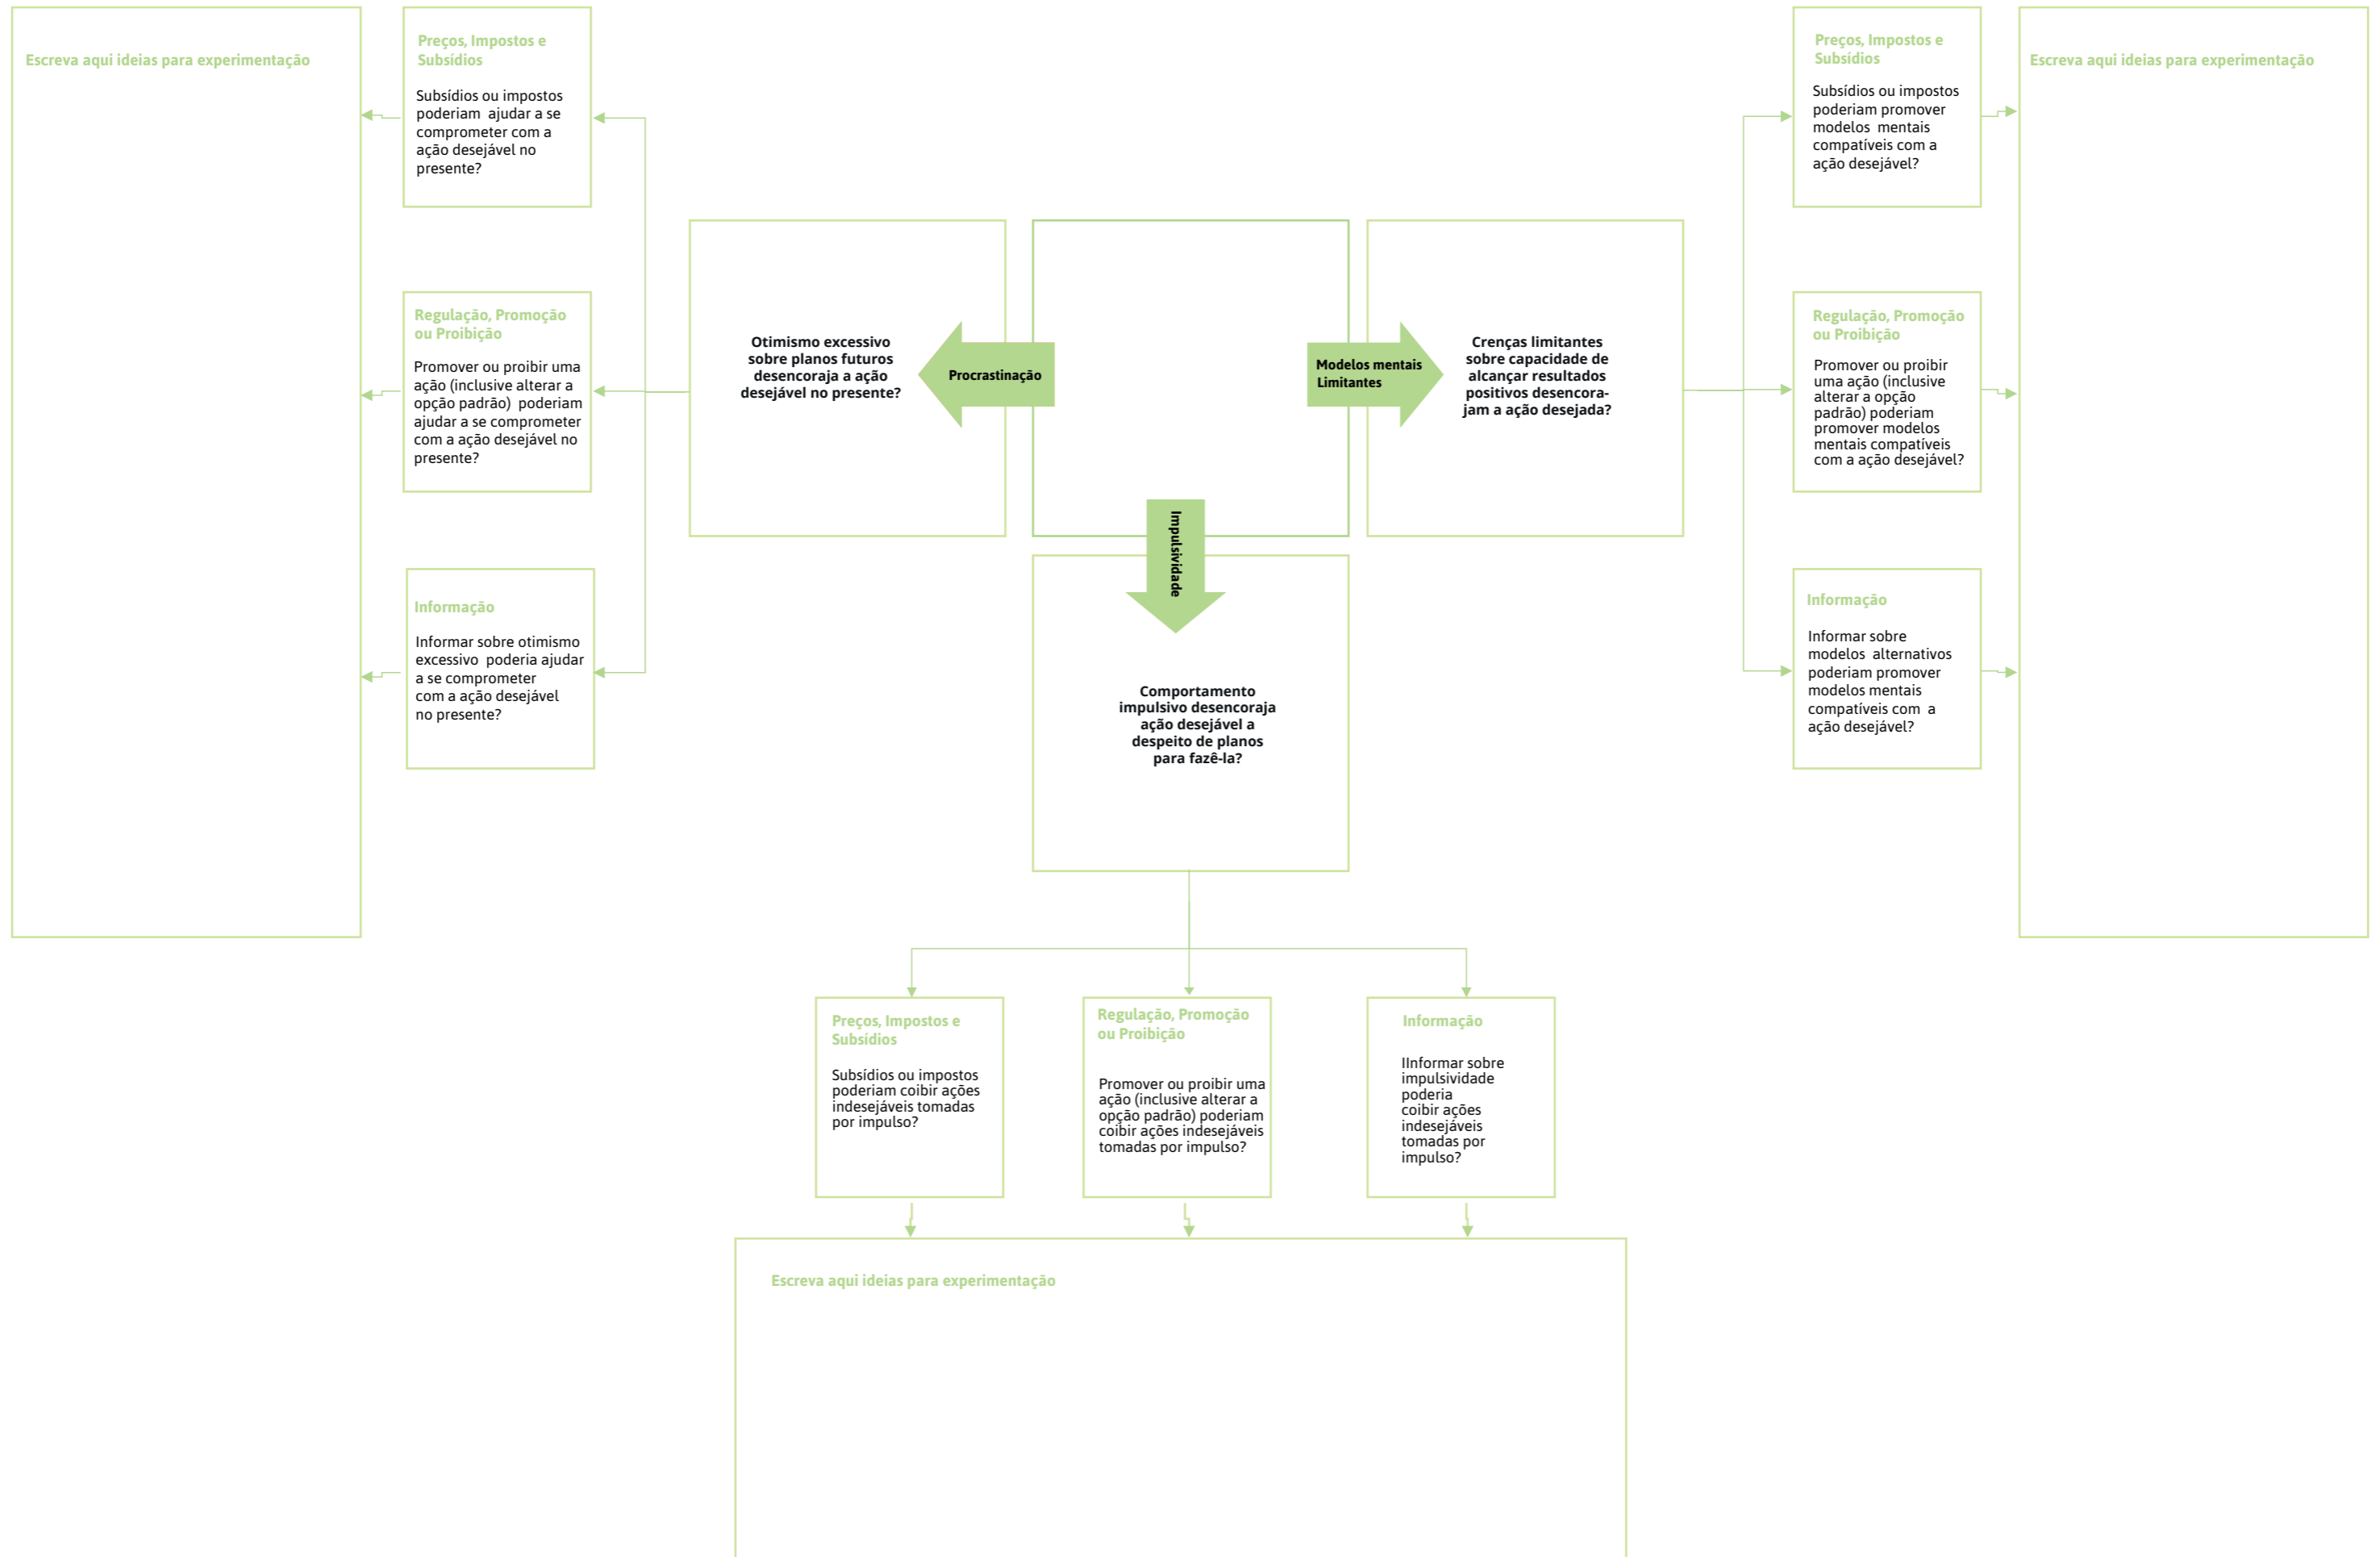 Escreva aqui ideias para experimentação
Preços, Impostos e
Subsídios
Subsídios ou impostos
poderiam  ajudar a se
comprometer com a
ação desejável no
presente?
Regulação, Promoção
ou Proibição
Promover ou proibir uma
ação (inclusive alterar a
opção padrão)  poderiam
ajudar a se comprometer
com a ação desejável no
presente?
Informação
Informar sobre otimismo
excessivo  poderia ajudar
a se comprometer
com a ação desejável
no presente?
Otimismo excessivo
sobre planos futuros
desencoraja a ação
desejável no presente?
Procrastinação
Modelos mentais
Limitantes
Crenças limitantes
sobre capacidade de
alcançar resultados
positivos desencora-
jam a ação desejada?
Impulsividade
Comportamento
impulsivo desencoraja
ação desejável a
despeito de planos
para fazê-la?
Preços, Impostos e
Subsídios
Subsídios ou impostos
poderiam promover
modelos  mentais
compatíveis com a
ação desejável?
Regulação, Promoção
ou Proibição
Promover ou proibir
uma ação (inclusive
alterar a opção
padrão) poderiam
promover modelos
mentais compatíveis
com a ação desejável?
Informação
Informar sobre
modelos  alternativos
poderiam promover
modelos mentais
compatíveis com  a
ação desejável?
Escreva aqui ideias para experimentação
Preços, Impostos e
Subsídios
Subsídios ou impostos
poderiam coibir ações
indesejáveis tomadas
por impulso?
Regulação, Promoção
ou Proibição
Promover ou proibir uma
ação (inclusive alterar a
opção padrão) poderiam
coibir ações indesejáveis
tomadas por impulso?
Informação
IInformar sobre
impulsividade
poderia
coibir ações
indesejáveis
tomadas por
impulso?
Escreva aqui ideias para experimentação